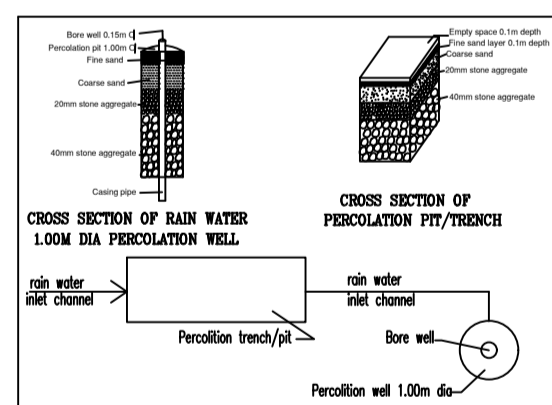 Bore well 0.15m C
Percolation pit 1.00m C
Fine sand
Coarse sand
20mm stone aggregate
40mm stone aggregate
Casing pipe
CROSS SECTION OF RAIN WATER
1.00M DIA PERCOLATION WELL
Empty space 0.1m depth
Fine sand layer 0.1m depth
Coarse sand
20mm stone aggregate
40mm stone aggregate
CROSS SECTION OF
PERCOLATION PIT/TRENCH
rain water
inlet channel
Percolition trench/pit
rain water
inlet channel
Bore well
Percolition well 1.00m dia